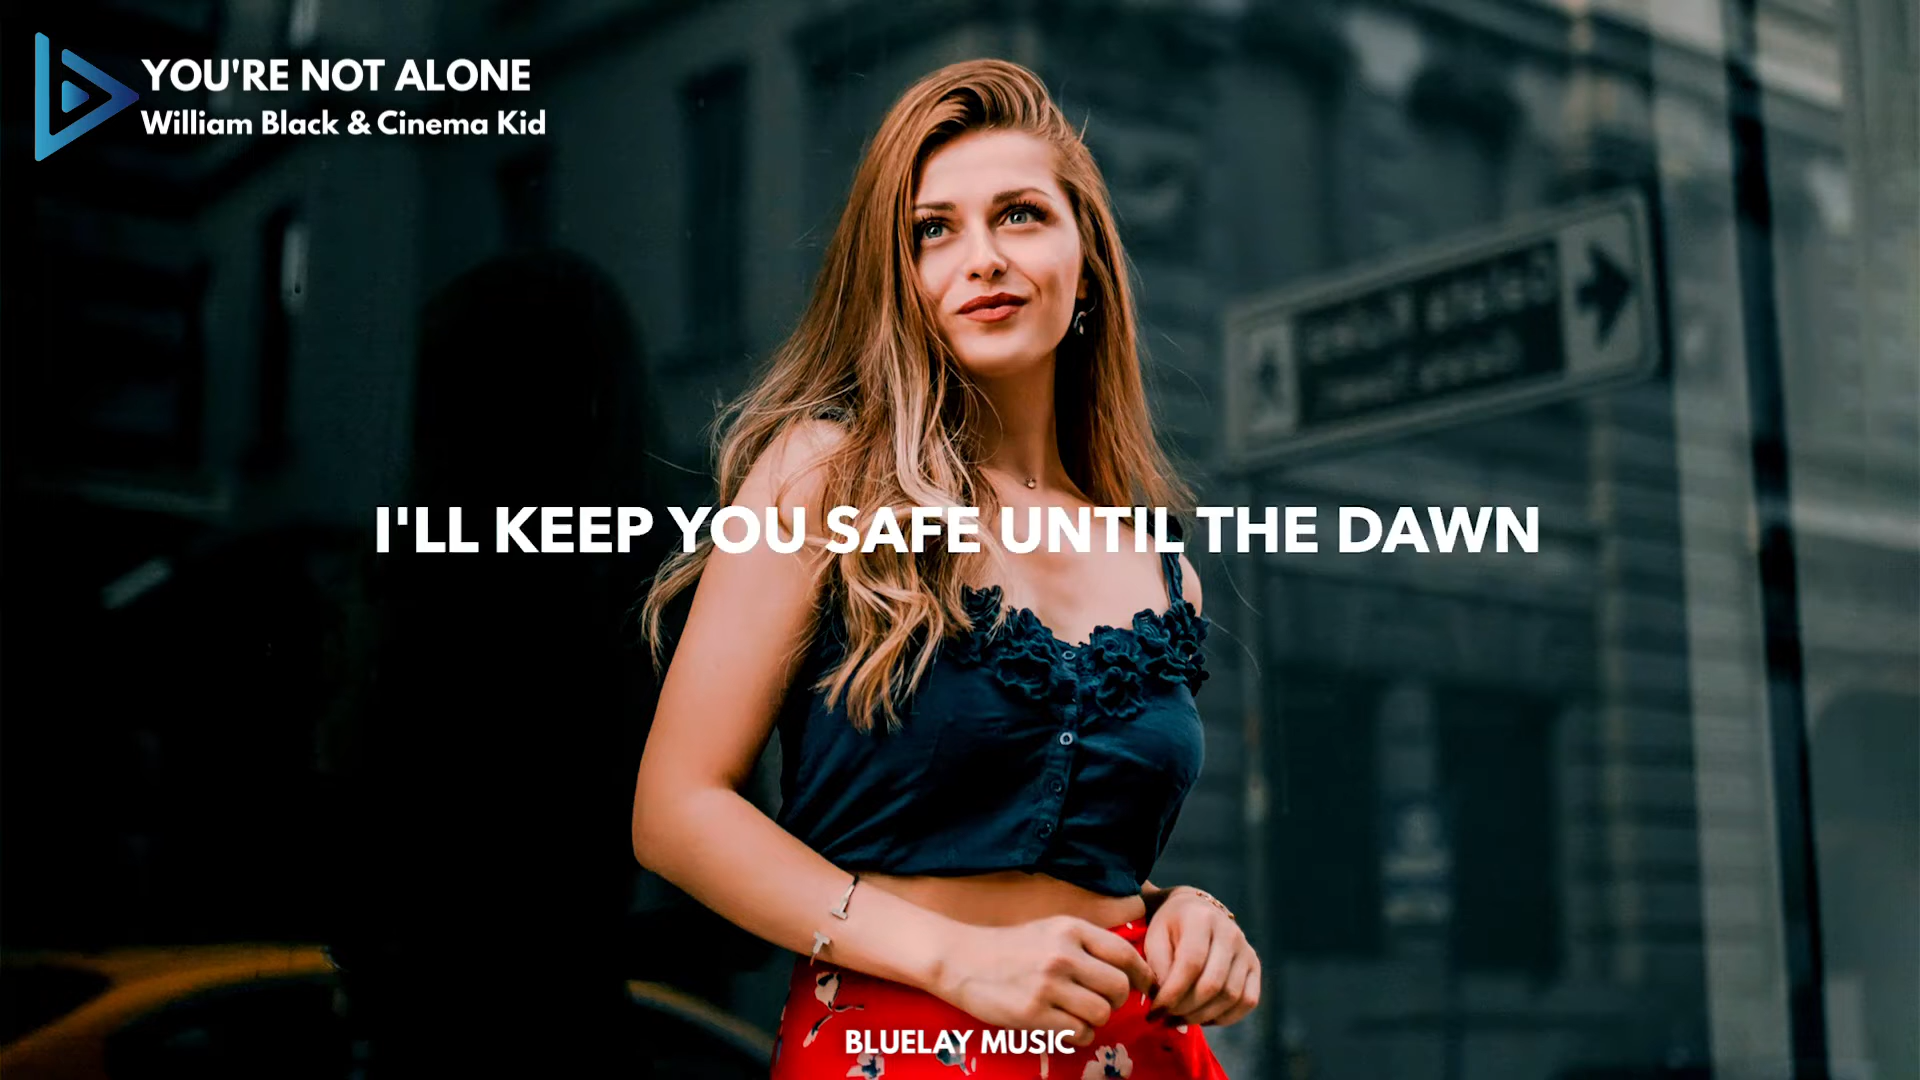 YOU'RE NOT ALONE
William Black & Cinema Kid
I'LL KEEP YOU SAFE UNTIL THE DAWN
BLUELAY MUSIC